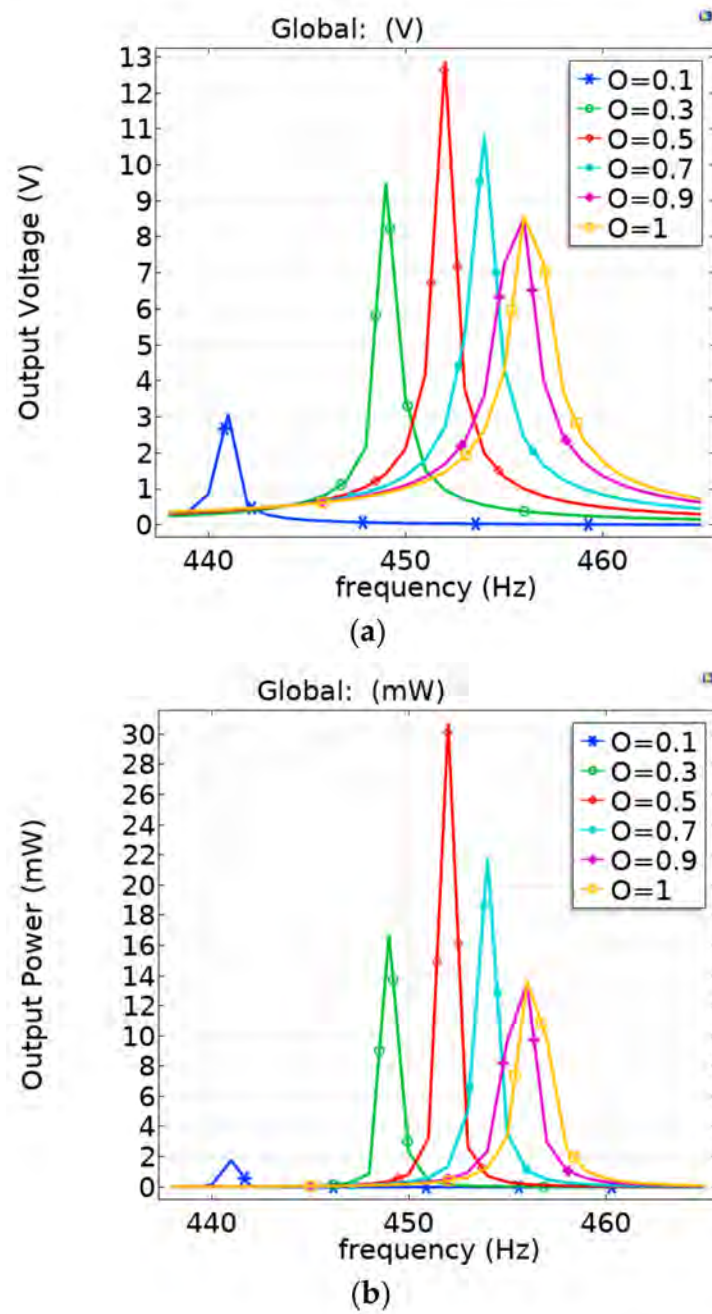 Global: (V)
Output Voltage (V)
13
12
11
10
9
8
7
6
5
4
3
2
1
0
O=0.1
O=0.3
O=0.5
O=0.7
O=0.9
O=1
440
450
460
frequency (Hz)
(a)
Global: (mW)
Output Power (mW)
30
28
26
24
22
20
18
16
14
12
10
8
6
4
2
0
O=0.1
O=0.3
O=0.5
O=0.7
O=0.9
O=1
440
450
460
frequency (Hz)
(b)